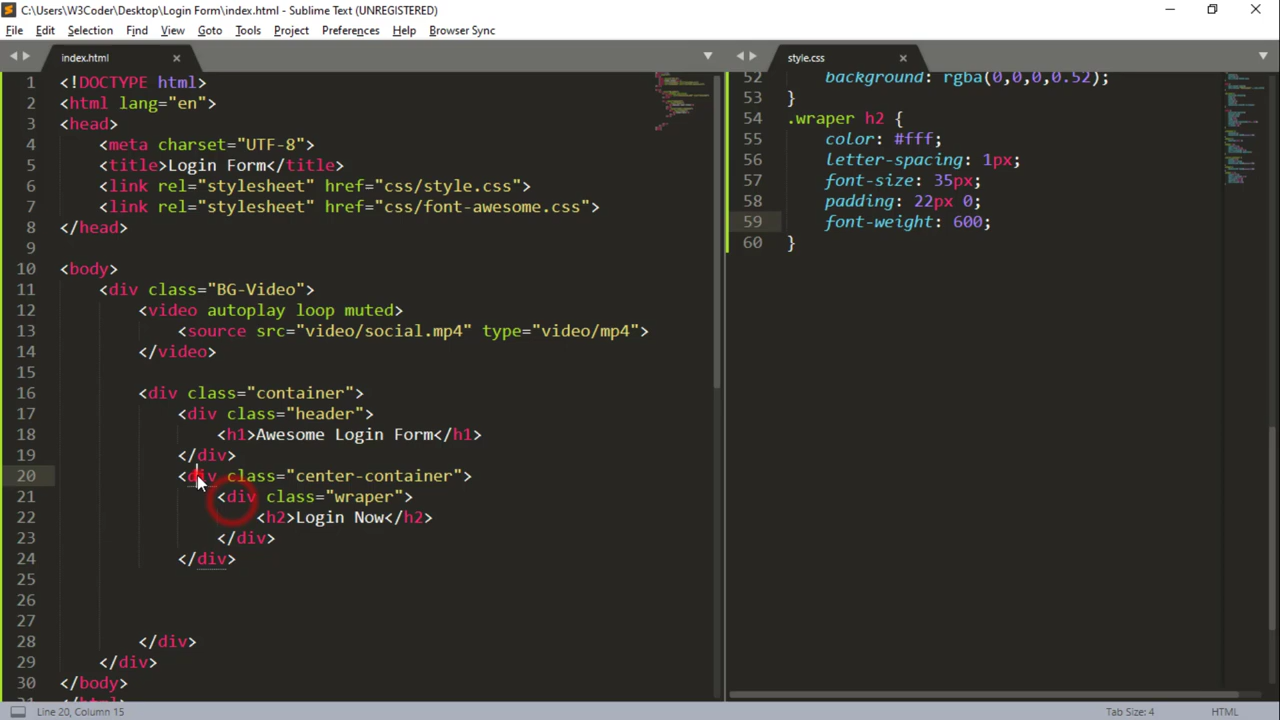 C:\Users\W3Coder\Desktop\Login Form\index.html - Sublime Text (UNREGISTERED)
File Edit Selection Find View Goto Tools Project Preferences Help Browser Sync
index.html
1 <!DOCTYPE html>
2 <html lang="en">
3 <head>
4 <meta charset="UTF-8">
5 <title>Login Form</title>
6 <link rel="stylesheet" href="css/style.css">
7 <link rel="stylesheet" href="css/font-awesome.css">
8 </head>
9
10 <body>
11 <div class="BG-Video">
12 <video autoplay loop muted>
13 <source src="video/social.mp4" type="video/mp4">
14 </video>
15
16 <div class="container">
17 <div class="header">
18 <h1>Awesome Login Form</h1>
19 </div>
20 <div class="center-container">
21 <div class="wraper">
22 <h2>Login Now</h2>
23 </div>
24 </div>
25
26
27
28 </div>
29 </div>
30 </body>
31 </html>
style.css
52 background: rgba(0,0,0,0.52);
53 }
54 .wraper h2 {
55 color: #fff;
56 letter-spacing: 1px;
57 font-size: 35px;
58 padding: 22px 0;
59 font-weight: 600;
60 }
Line 20, Column 15
Tab Size: 4
HTML